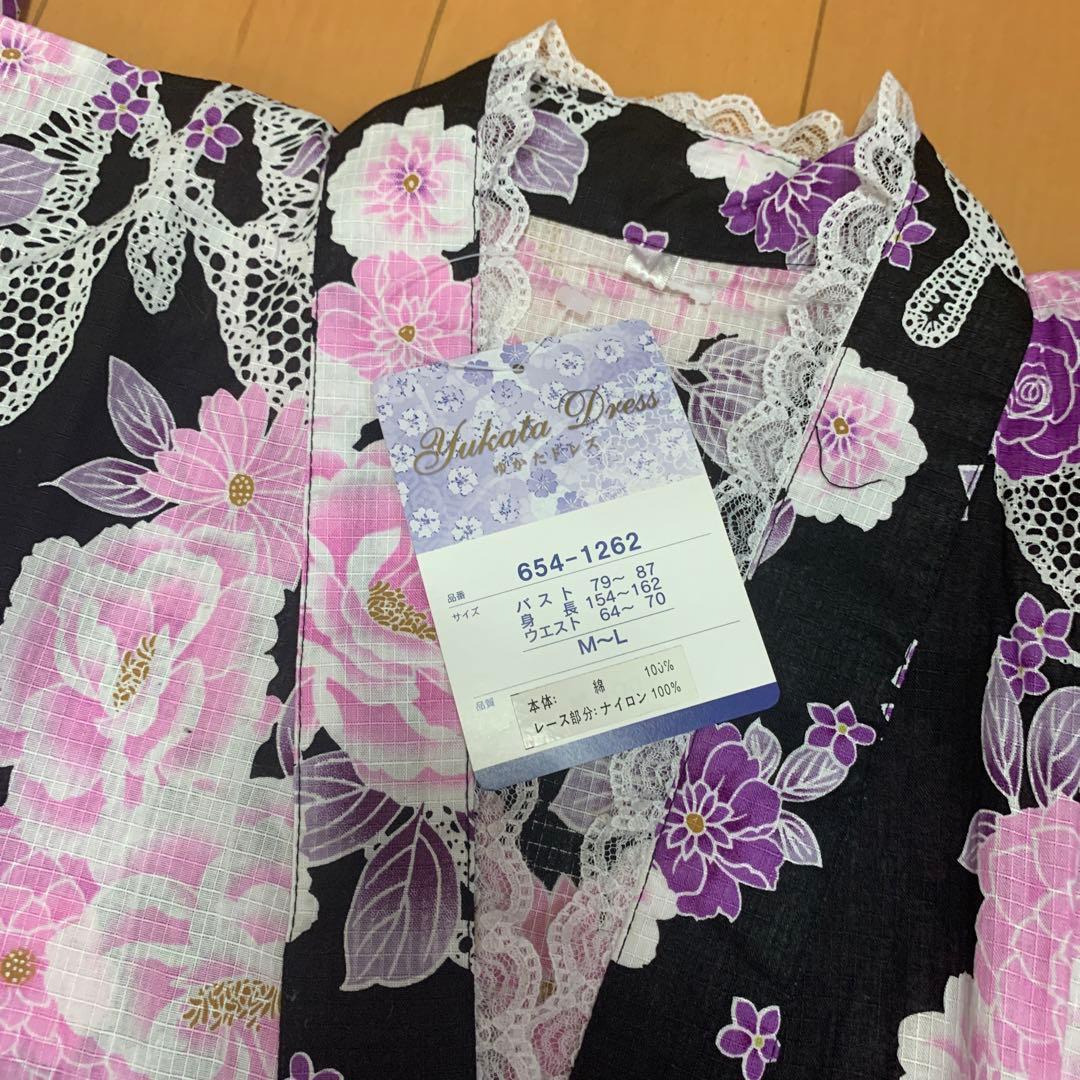 Yukata Dress
ゆかたドレス
品番 654-1262
サイズ バスト 79〜 87
身長 154〜162
ウエスト 64〜 70
M〜L
品質 本体: 綿 100%
レース部分:ナイロン 100%